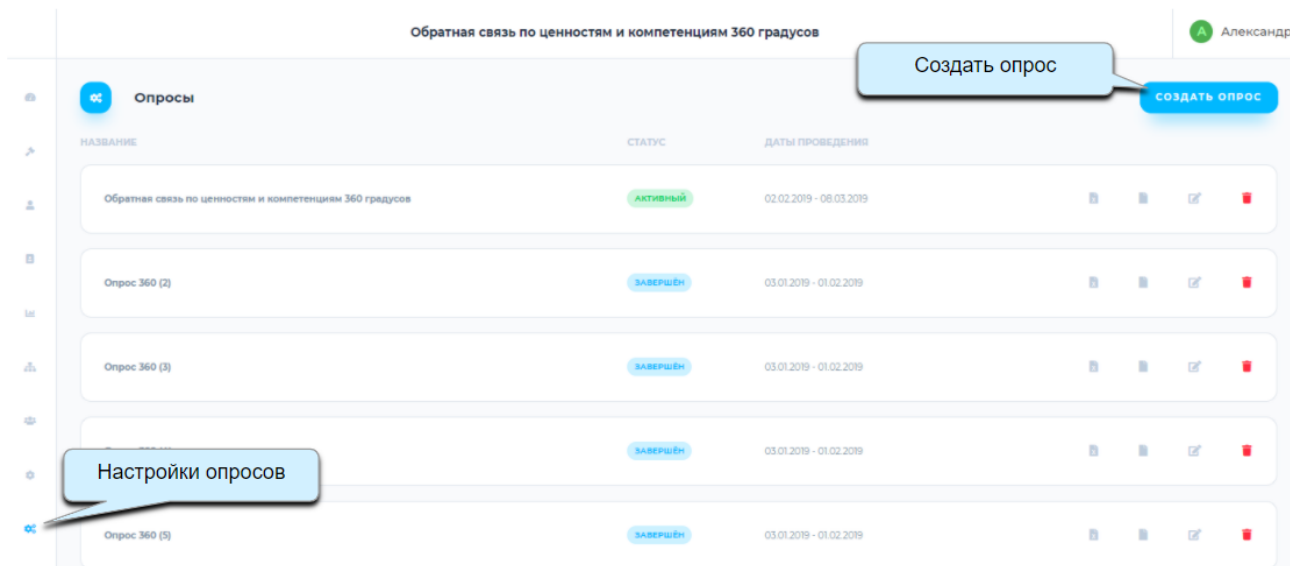 Обратная связь по ценностям и компетенциям 360 градусов
А Александр
Создать опрос
Опросы
СОЗДАТЬ ОПРОС
НАЗВАНИЕ СТАТУС ДАТЫ ПРОВЕДЕНИЯ
Обратная связь по ценностям и компетенциям 360 градусов АКТИВНЫЙ 02.02.2019 - 08.03.2019
Опрос 360 (2) ЗАВЕРШЁН 03.01.2019 - 01.02.2019
Опрос 360 (3) ЗАВЕРШЁН 03.01.2019 - 01.02.2019
ЗАВЕРШЁН 03.01.2019 - 01.02.2019
Настройки опросов
Опрос 360 (5) ЗАВЕРШЁН 03.01.2019 - 01.02.2019